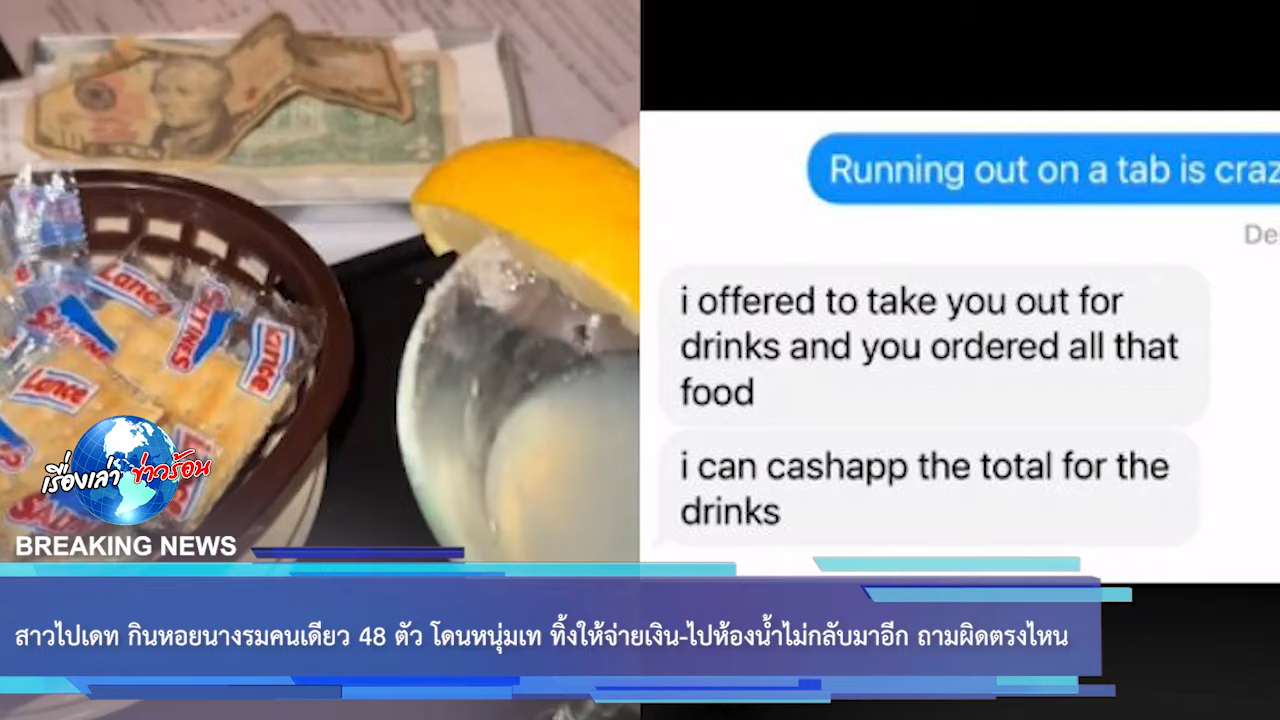 Running out on a tab is craz
De
i offered to take you out for
drinks and you ordered all that
food
i can cashapp the total for the
drinks
Lance
SALTINES
Lance
Lance
เรื่องเล่า ข่าวร้อน
BREAKING NEWS
สาวไปเดท กินหอยนางรมคนเดียว 48 ตัว โดนหนุ่มเท ทิ้งให้จ่ายเงิน-ไปห้องน้ำไม่กลับมาอีก ถามผิดตรงไหน